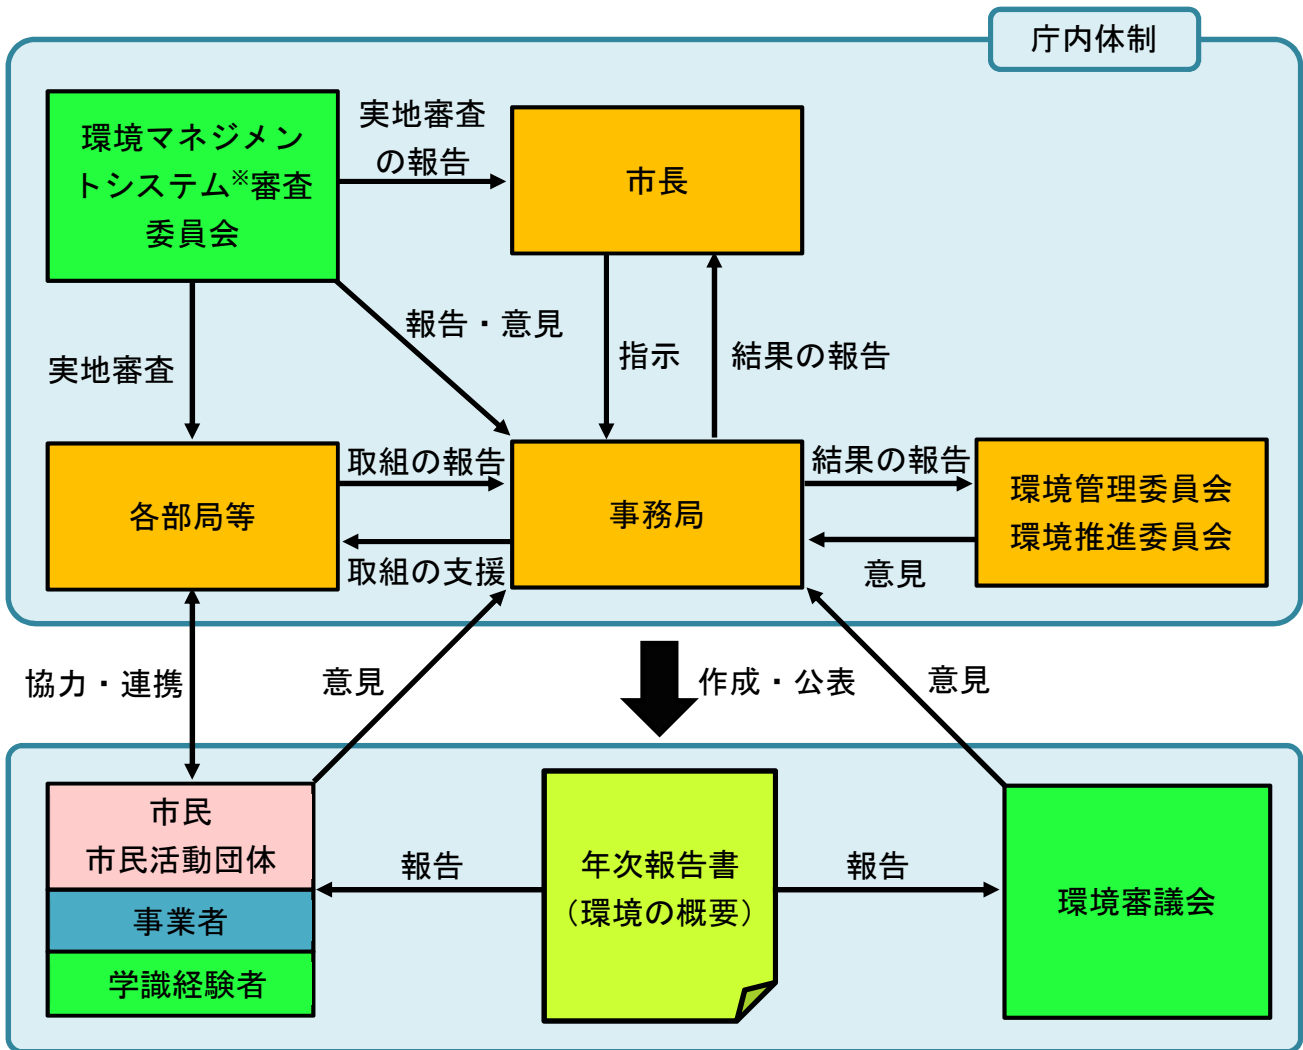 庁内体制
環境マネジメン
トシステム※審査
委員会
実地審査
の報告
市長
報告・意見
実地審査
指示
結果の報告
各部局等
取組の報告
取組の支援
事務局
結果の報告
意見
環境管理委員会
環境推進委員会
協力・連携
意見
作成・公表
意見
市民
市民活動団体
事業者
学識経験者
報告
年次報告書
（環境の概要）
報告
環境審議会